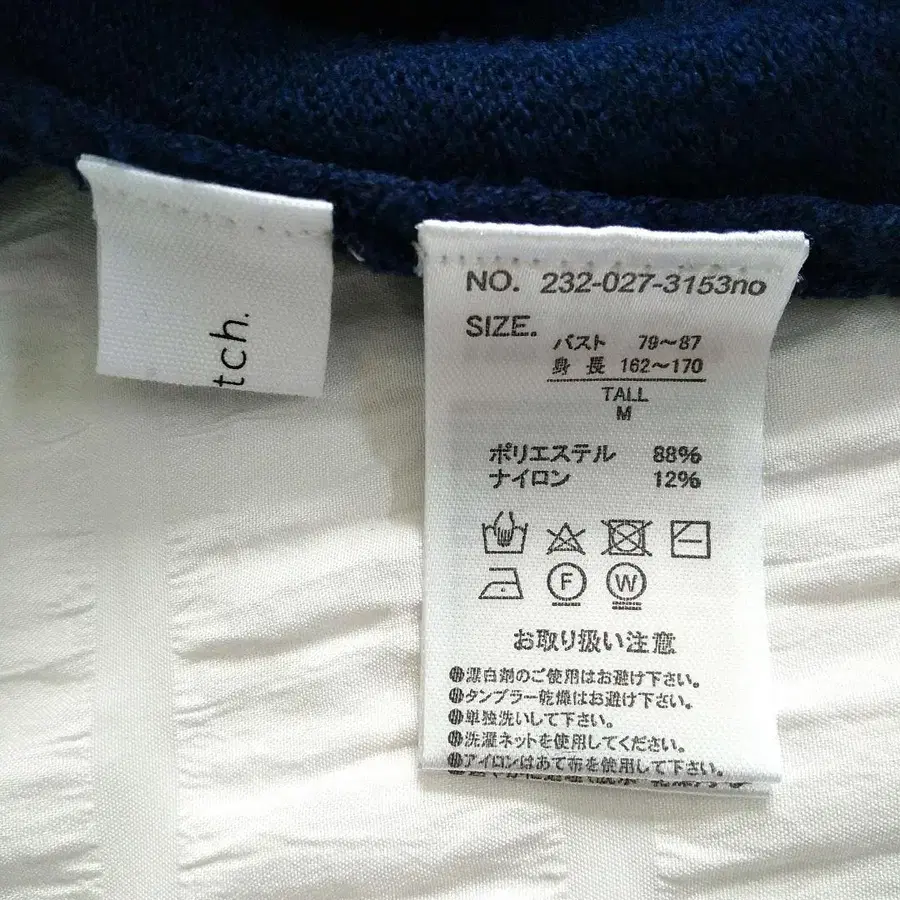 tch.
NO. 232-027-3153no
SIZE.
バスト 79～87
身長 162～170
TALL
M
ポリエステル 88%
ナイロン 12%
F
W
お取り扱い注意
漂白剤のご使用はお避け下さい。
タンブラー乾燥はお避け下さい。
単独洗いして下さい。
洗濯ネットを使用してください。
アイロンはあて布を使用して下さい。